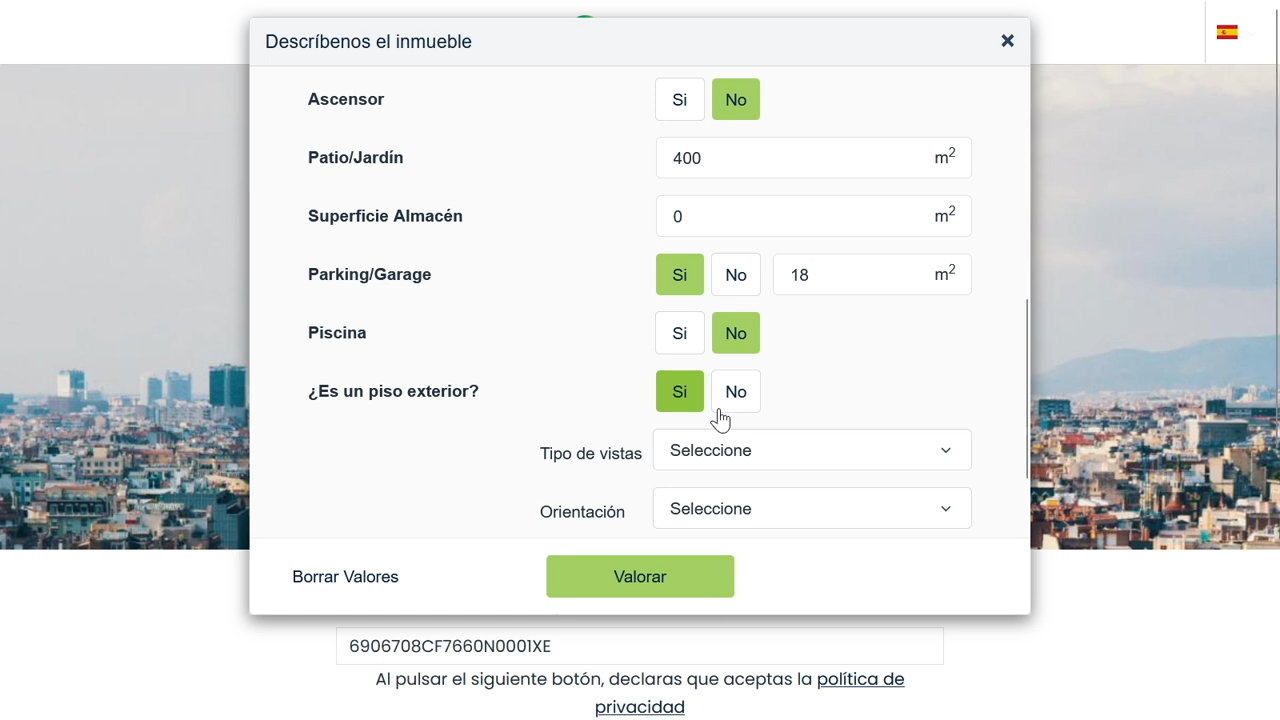 Descríbenos el inmueble ×
Ascensor Si No
Patio/Jardín 400 m²
Superficie Almacén 0 m²
Parking/Garage Si No 18 m²
Piscina Si No
¿Es un piso exterior? Si No
Tipo de vistas Seleccione
Orientación Seleccione
Borrar Valores Valorar
6906708CF7660N0001XE
Al pulsar el siguiente botón, declaras que aceptas la política de
privacidad